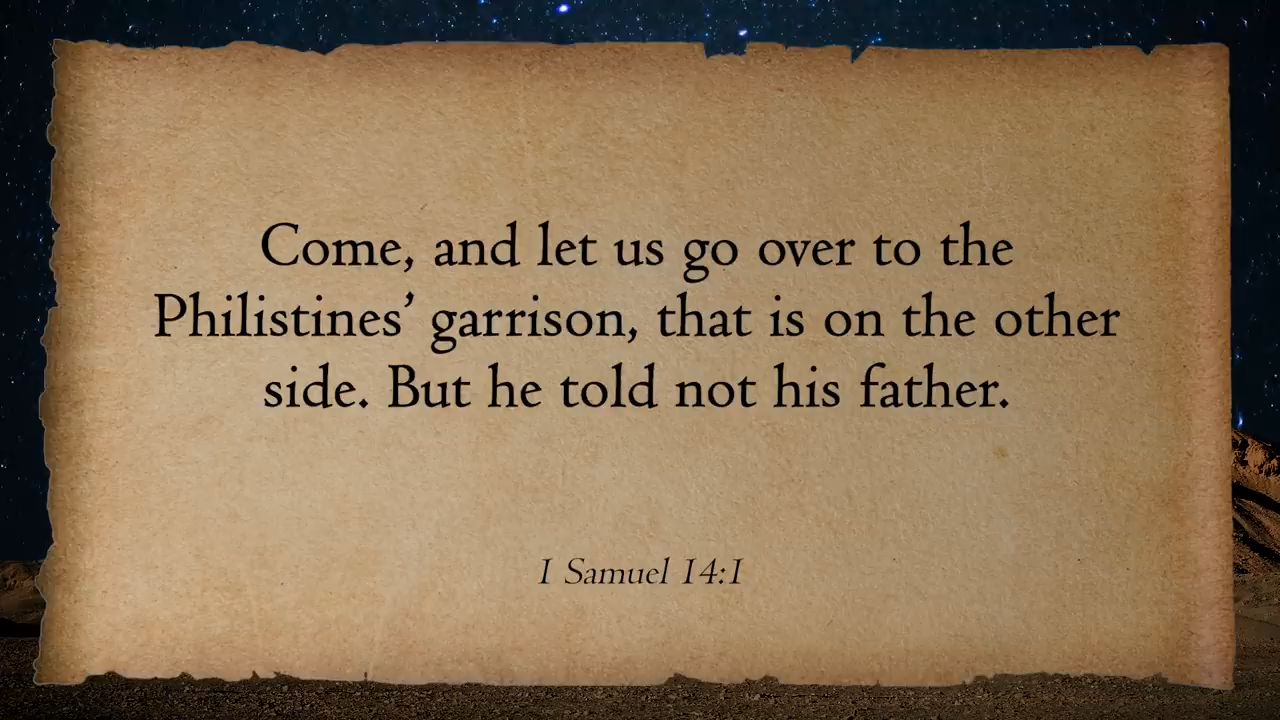 Come, and let us go over to the
Philistines’ garrison, that is on the other
side. But he told not his father.
1 Samuel 14:1